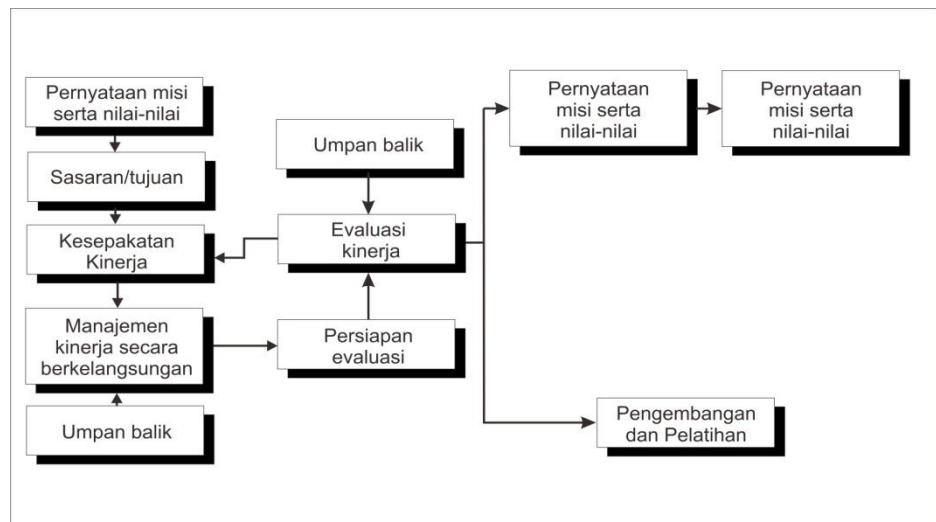 Pernyataan misi
serta nilai-nilai
Sasaran/tujuan
Kesepakatan
Kinerja
Manajemen
kinerja secara
berkelangsungan
Umpan balik
Umpan balik
Evaluasi
kinerja
Persiapan
evaluasi
Pernyataan
misi serta
nilai-nilai
Pernyataan
misi serta
nilai-nilai
Pengembangan
dan Pelatihan